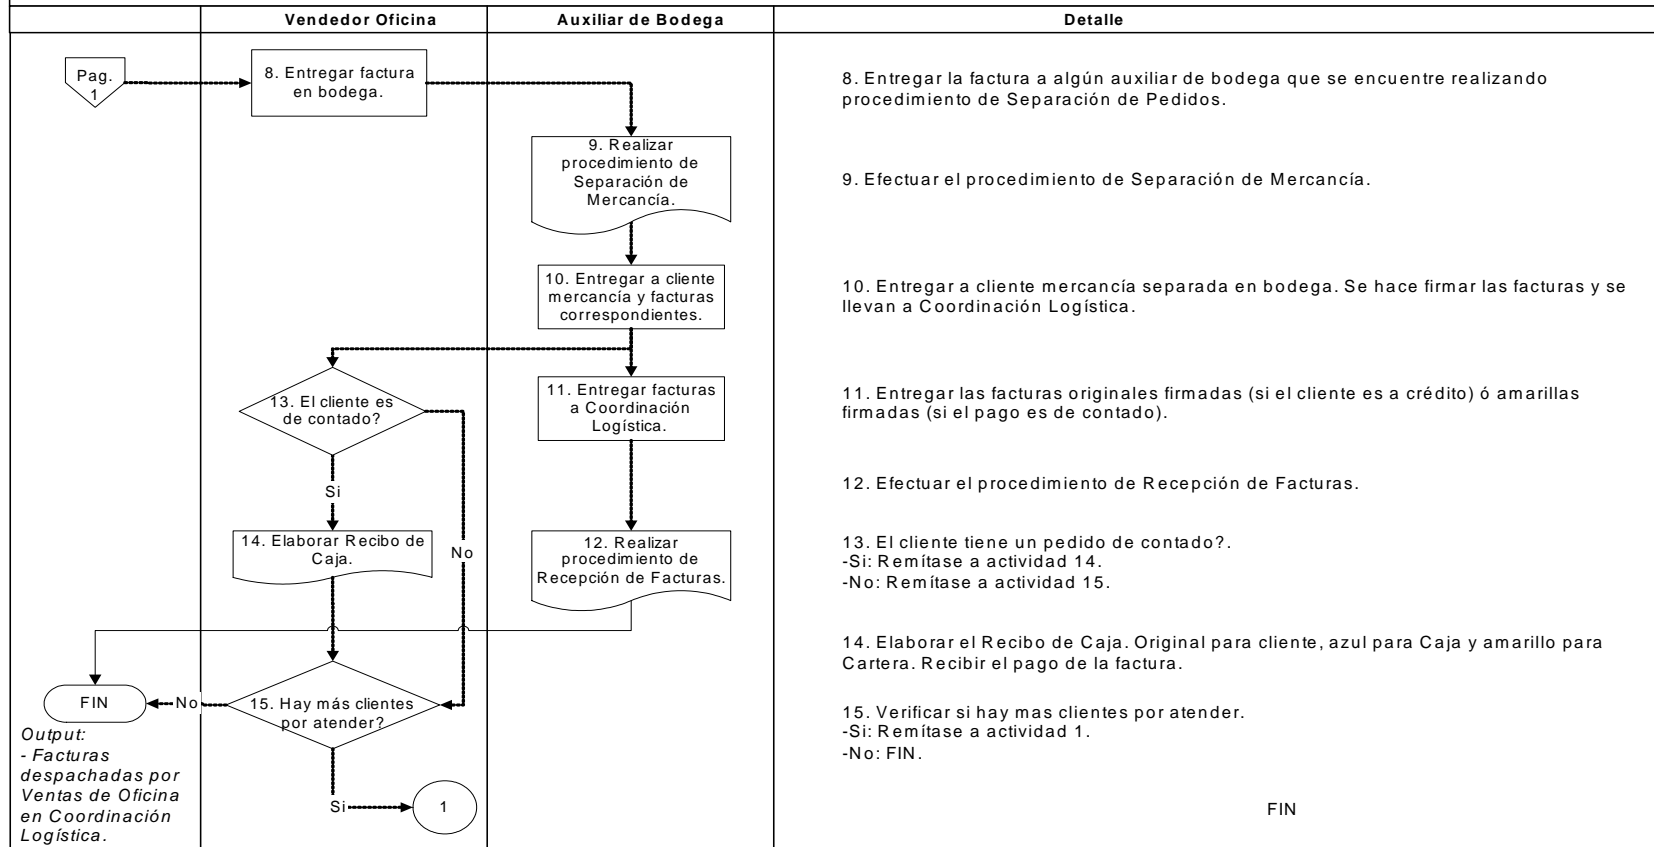 Vendedor Oficina
Auxiliar de Bodega
Detalle
Pag.
1
8. Entregar factura
en bodega.
8. Entregar la factura a algún auxiliar de bodega que se encuentre realizando
procedimiento de Separación de Pedidos.
9. Realizar
procedimiento de
Separación de
Mercancía.
9. Efectuar el procedimiento de Separación de Mercancía.
10. Entregar a cliente
mercancía y facturas
correspondientes.
10. Entregar a cliente mercancía separada en bodega. Se hace firmar las facturas y se
llevan a Coordinación Logística.
13. El cliente es
de contado?
11. Entregar facturas
a Coordinación
Logística.
11. Entregar las facturas originales firmadas (si el cliente es a crédito) ó amarillas
firmadas (si el pago es de contado).
Si
12. Efectuar el procedimiento de Recepción de Facturas.
14. Elaborar Recibo de
Caja.
No
12. Realizar
procedimiento de
Recepción de Facturas.
13. El cliente tiene un pedido de contado?.
-Si: Remítase a actividad 14.
-No: Remítase a actividad 15.
14. Elaborar el Recibo de Caja. Original para cliente, azul para Caja y amarillo para
Cartera. Recibir el pago de la factura.
FIN
No
15. Hay más clientes
por atender?
15. Verificar si hay mas clientes por atender.
-Si: Remítase a actividad 1.
-No: FIN.
Output:
- Facturas
despachadas por
Ventas de Oficina
en Coordinación
Logística.
Si
1
FIN